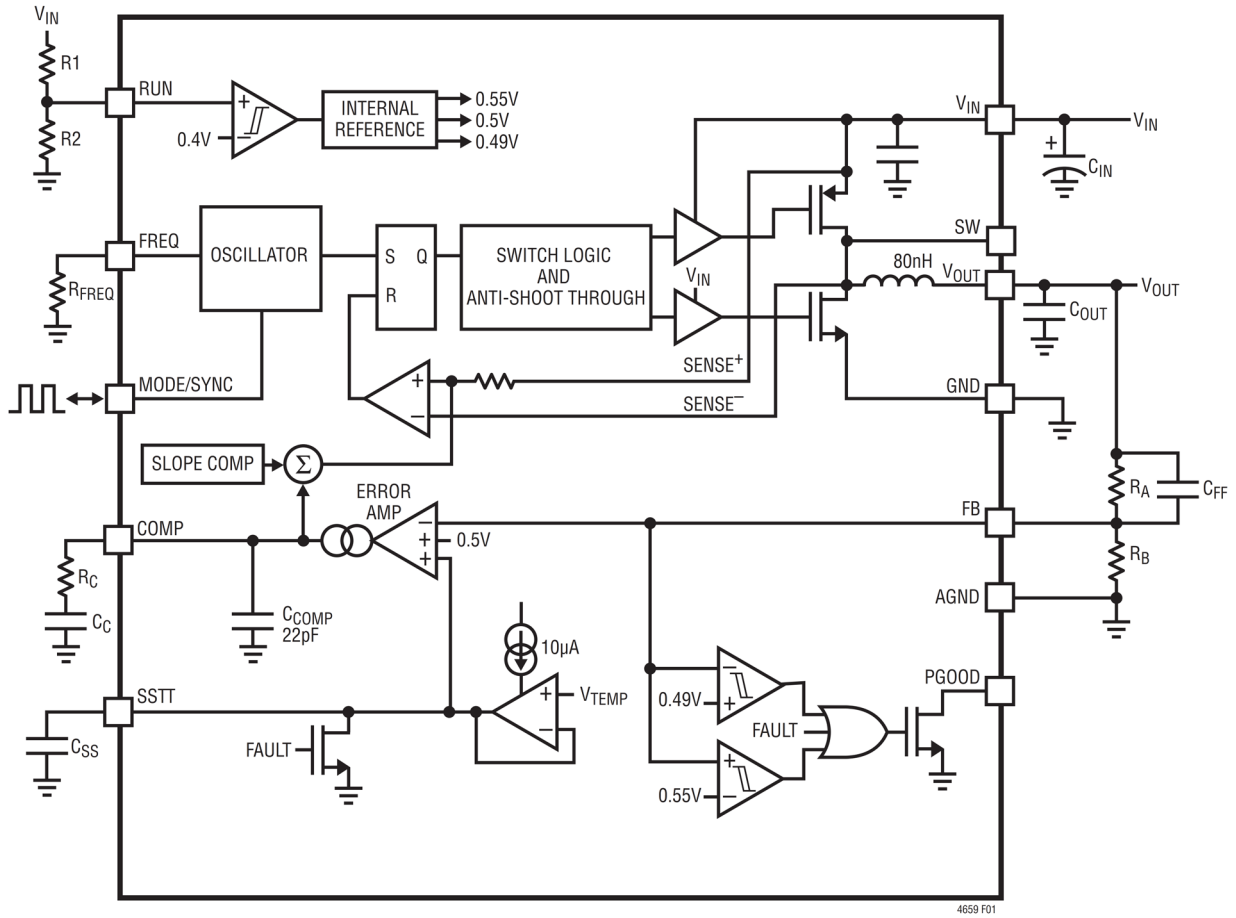 VIN
R1
R2
RUN
+
−
0.4V
INTERNAL
REFERENCE
0.55V
0.5V
0.49V
VIN
VIN
+
CIN
FREQ
RFREQ
OSCILLATOR
S
Q
R
SWITCH LOGIC
AND
ANTI-SHOOT THROUGH
VIN
SW
80nH
VOUT
VOUT
COUT
MODE/SYNC
+
−
SENSE+
SENSE−
GND
SLOPE COMP
Σ
ERROR
AMP
−
+
+
0.5V
COMP
RC
CC
CCOMP
22pF
FB
RA
CFF
RB
AGND
10µA
+
−
VTEMP
SSTT
CSS
FAULT
−
+
0.49V
FAULT
+
−
0.55V
PGOOD
4659 F01